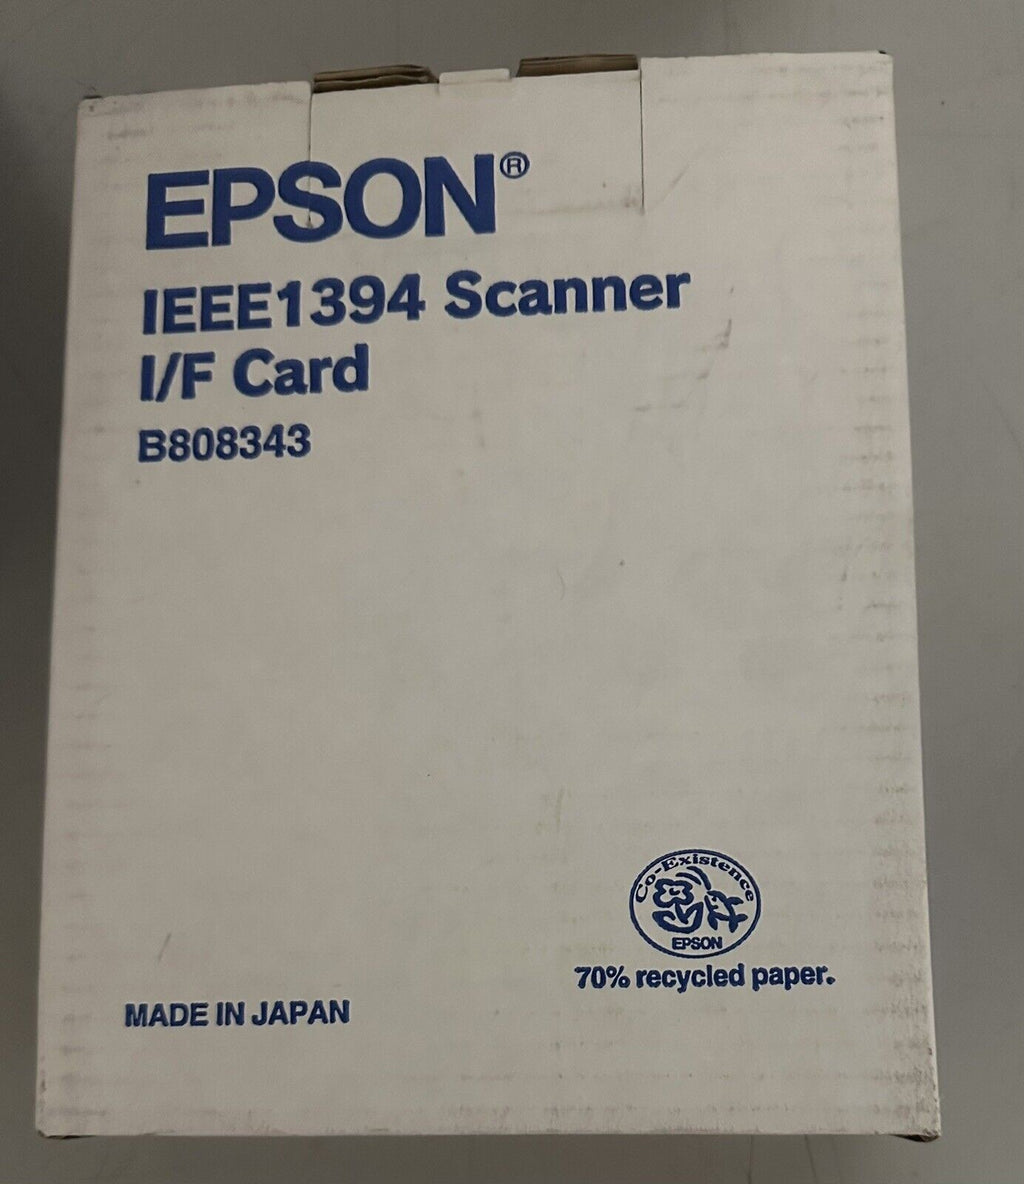 EPSON®
IEEE1394 Scanner
I/F Card
B808343
Co-Existence
EPSON
70% recycled paper.
MADE IN JAPAN